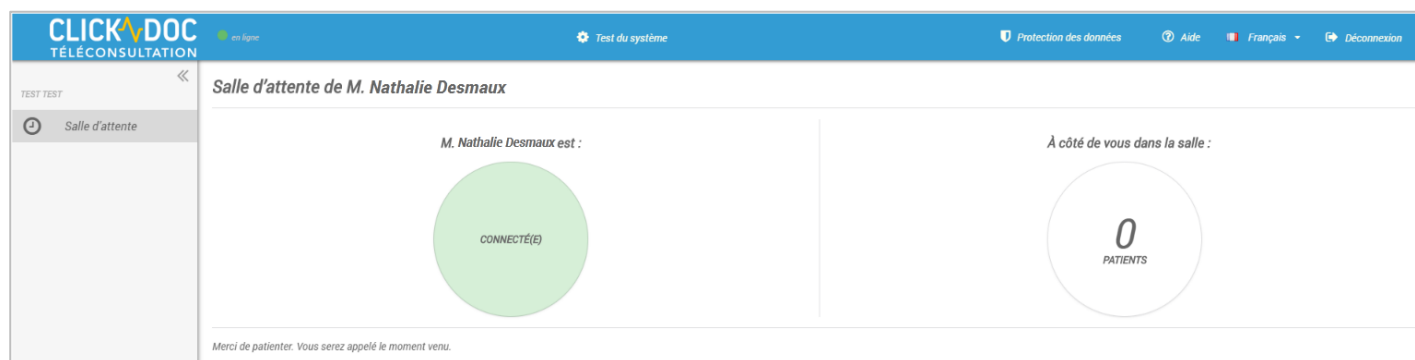 CLICKDOC
TÉLÉCONSULTATION
en ligne
Test du système
Protection des données
Aide
Français
Déconnexion
TEST TEST
Salle d'attente
Salle d'attente de M. Nathalie Desmaux
M. Nathalie Desmaux est :
CONNECTÉ(E)
À côté de vous dans la salle :
0
PATIENTS
Merci de patienter. Vous serez appelé le moment venu.